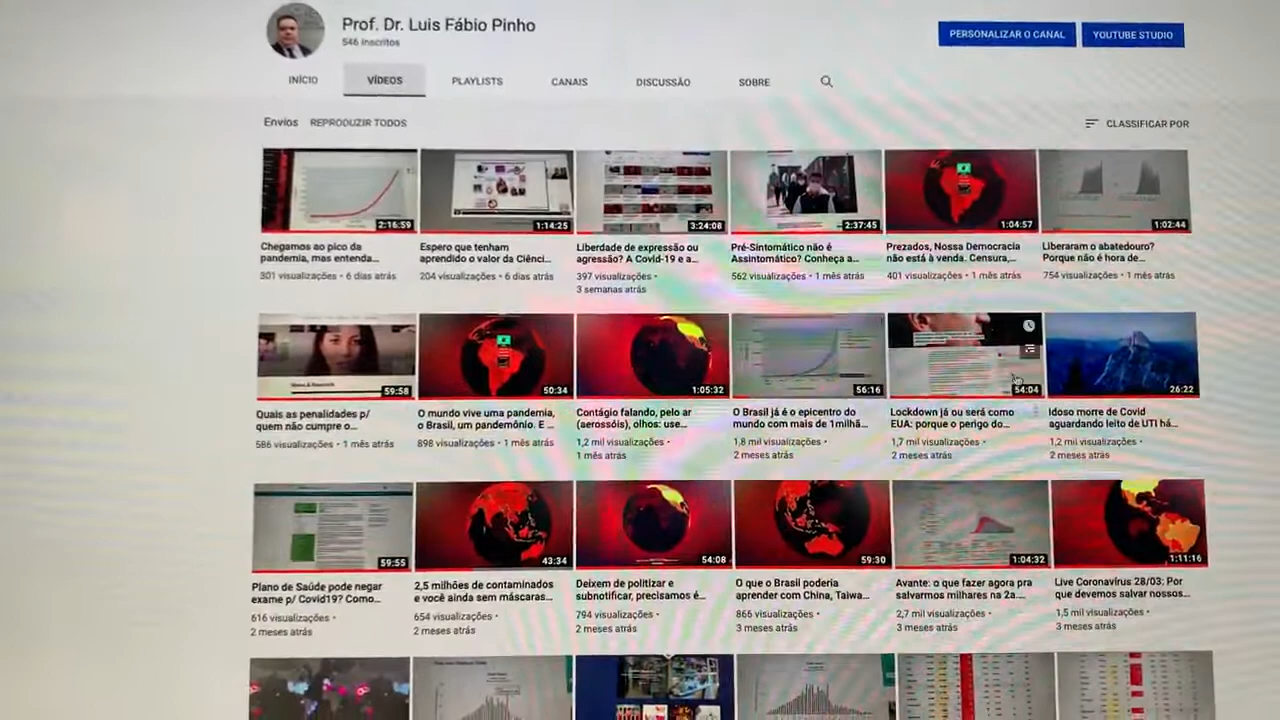 Prof. Dr. Luis Fábio Pinho
546 inscritos
PERSONALIZAR O CANAL
YOUTUBE STUDIO
INÍCIO
VÍDEOS
PLAYLISTS
CANAIS
DISCUSSÃO
SOBRE
Envios
REPRODUZIR TODOS
CLASSIFICAR POR
2:16:59
1:14:25
3:24:08
2:37:45
1:04:57
1:02:44
Chegamos ao pico da
pandemia, mas entenda...
301 visualizações • 6 dias atrás
Espero que tenham
aprendido o valor da Ciênci...
204 visualizações • 6 dias atrás
Liberdade de expressão ou
agressão? A Covid-19 e a...
397 visualizações •
3 semanas atrás
Pré-Sintomático não é
Assintomático? Conheça a...
562 visualizações • 1 mês atrás
Prezados, Nossa Democracia
não está à venda. Censura,...
401 visualizações • 1 mês atrás
Liberaram o abatedouro?
Porque não é hora de...
754 visualizações • 1 mês atrás
59:58
50:34
1:05:32
56:16
54:04
26:22
Quais as penalidades p/
quem não cumpre o...
586 visualizações • 1 mês atrás
O mundo vive uma pandemia,
o Brasil, um pandemônio. E ...
898 visualizações • 1 mês atrás
Contágio falando, pelo ar
(aerossóis), olhos: use...
1,2 mil visualizações •
1 mês atrás
O Brasil já é o epicentro do
mundo com mais de 1milhã...
1,8 mil visualizações •
2 meses atrás
Lockdown já ou será como
EUA: porque o perigo do...
1,7 mil visualizações •
2 meses atrás
Idoso morre de Covid
aguardando leito de UTI há...
1,2 mil visualizações •
2 meses atrás
59:55
43:34
54:08
59:30
1:04:32
1:11:16
Plano de Saúde pode negar
exame p/ Covid19? Como...
616 visualizações •
2 meses atrás
2,5 milhões de contaminados
e você ainda sem máscaras...
654 visualizações •
2 meses atrás
Deixem de politizar e
subnotificar, precisamos é...
794 visualizações •
2 meses atrás
O que o Brasil poderia
aprender com China, Taiwa...
866 visualizações •
3 meses atrás
Avante: o que fazer agora pra
salvarmos milhares na 2a....
2,7 mil visualizações •
3 meses atrás
Live Coronavirus 28/03: Por
que devemos salvar nossos...
1,5 mil visualizações •
3 meses atrás